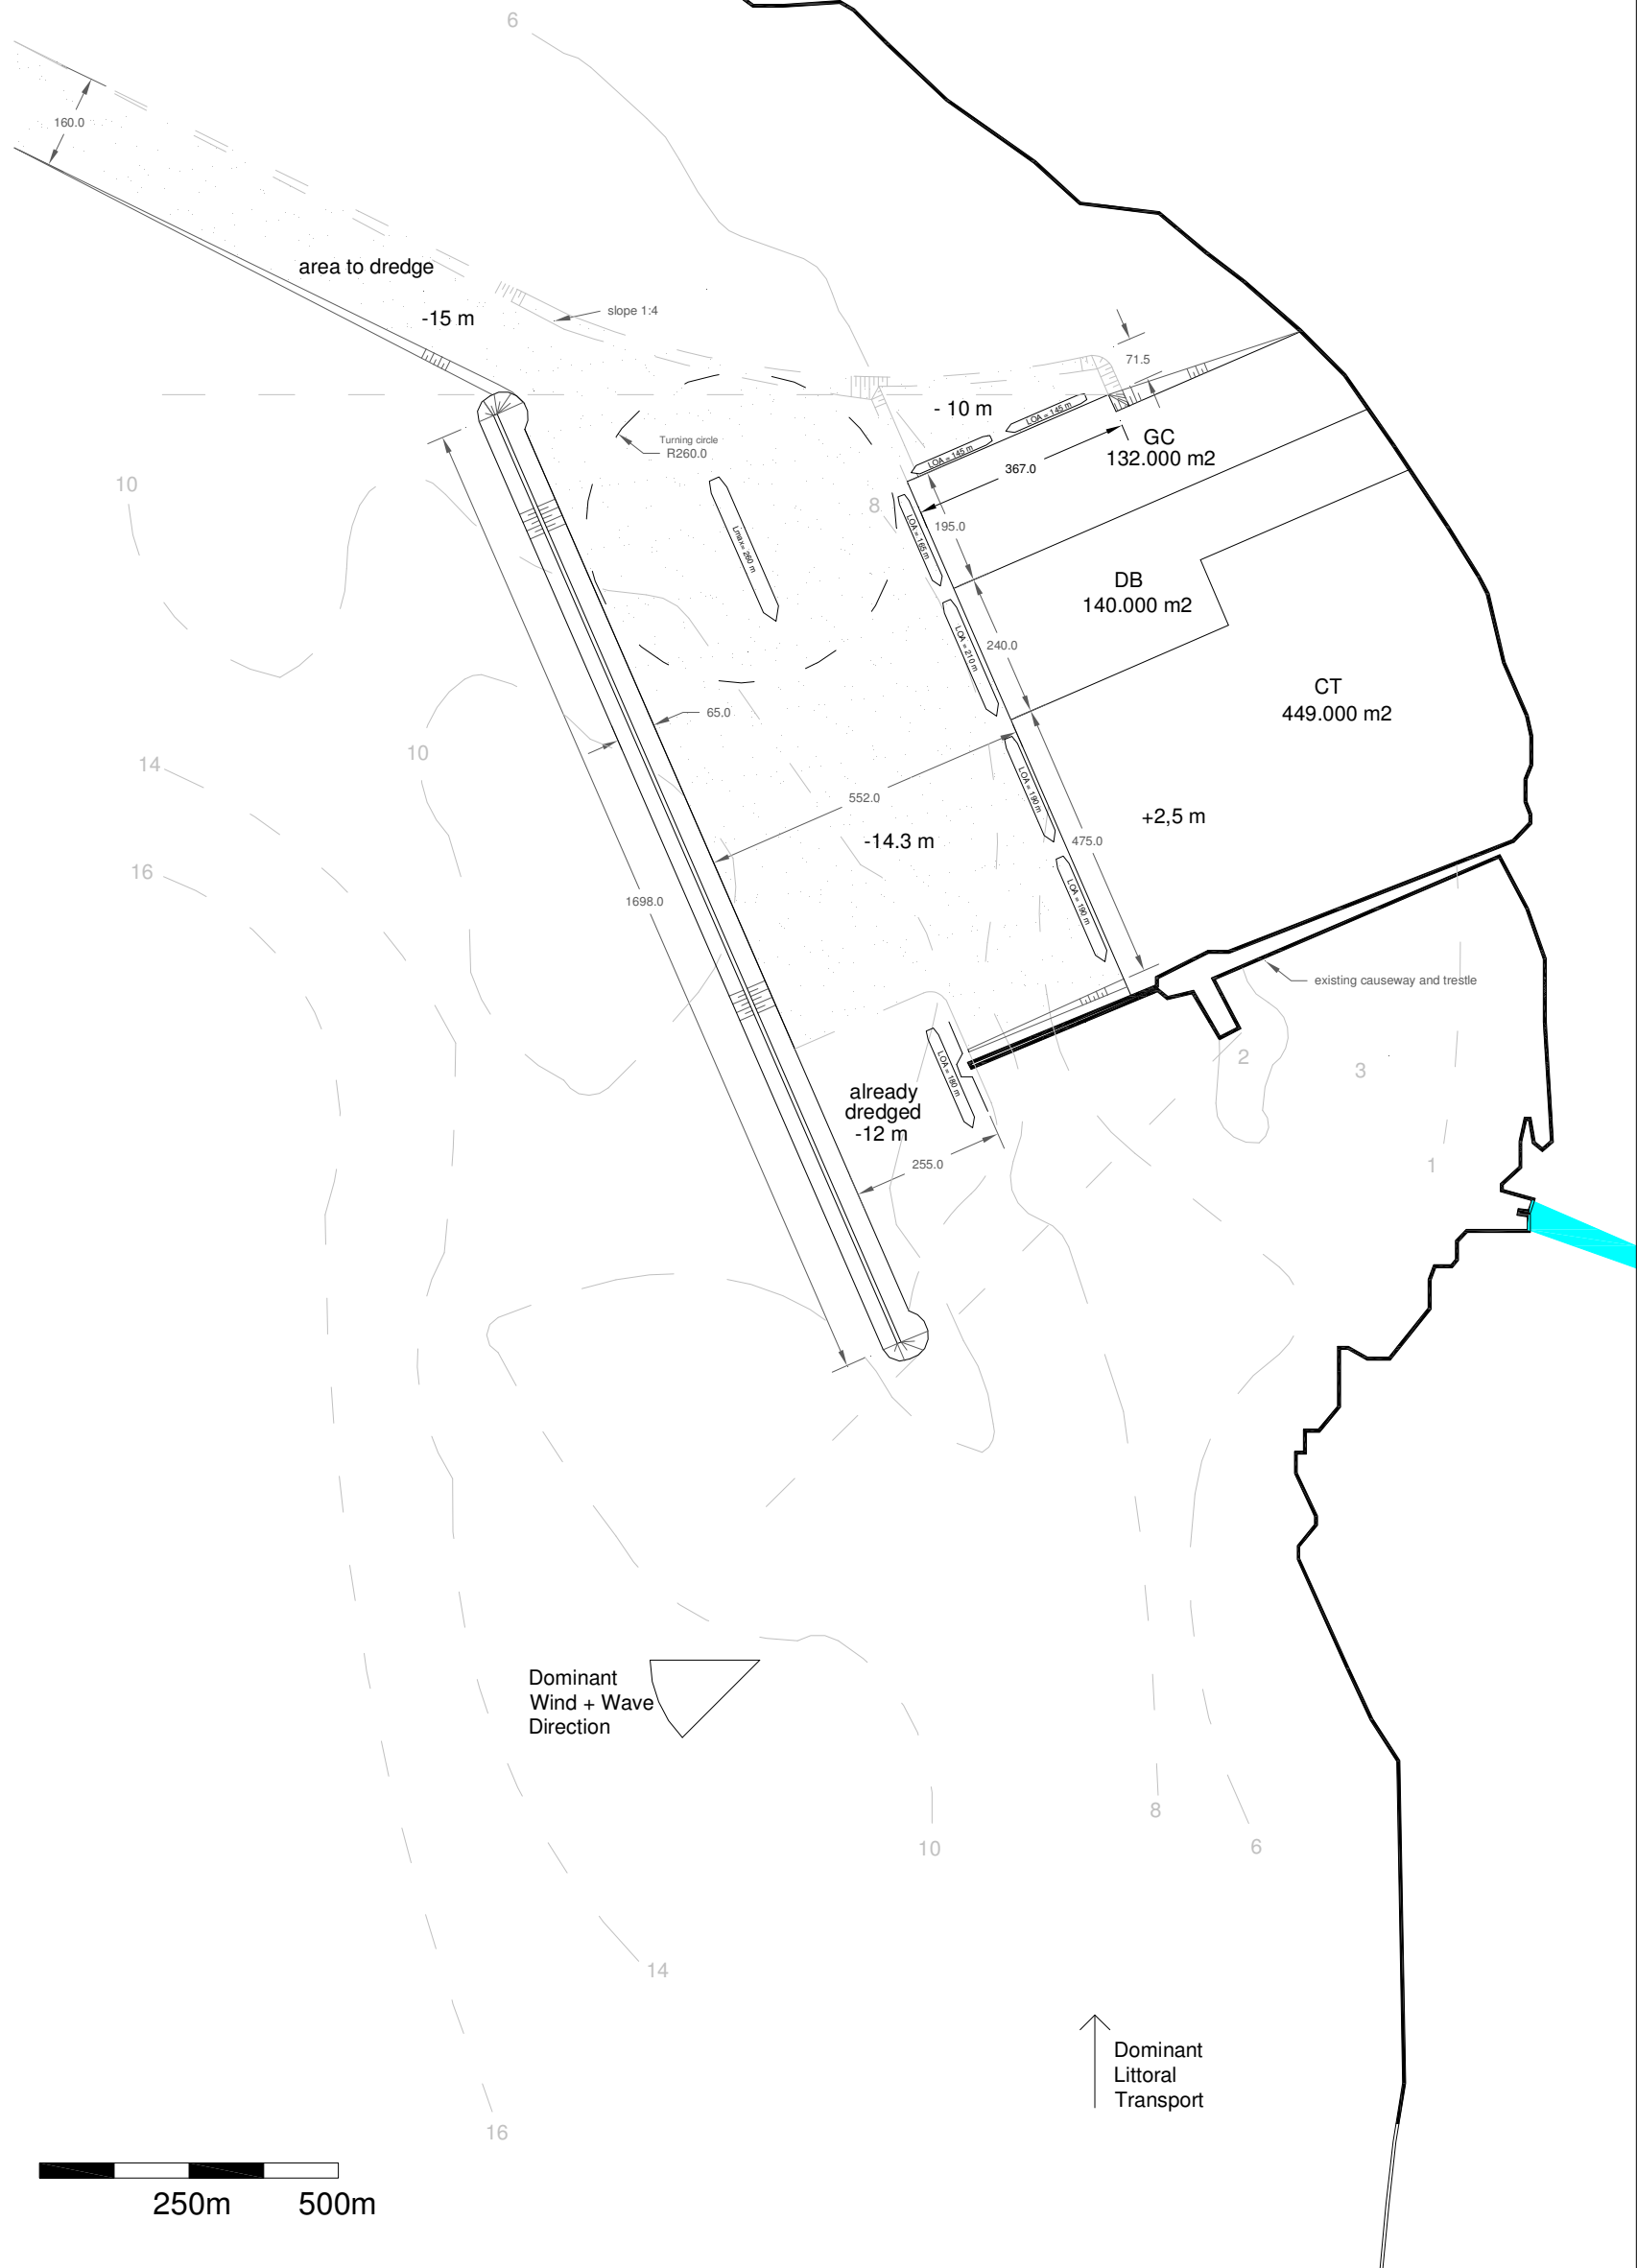 6
160.0
area to dredge
-15 m
slope 1:4
71.5
- 10 m
LOA = 145 m
LOA = 145 m
GC
132.000 m2
367.0
Turning circle
R260.0
10
8
195.0
LOA = 165 m
Lmax= 260 m
DB
140.000 m2
240.0
LOA = 210 m
CT
449.000 m2
65.0
10
14
552.0
LOA = 190 m
+2,5 m
-14.3 m
475.0
16
1698.0
LOA = 190 m
existing causeway and trestle
2
3
LOA = 180 m
already
dredged
-12 m
255.0
1
Dominant
Wind + Wave
Direction
8
10
6
14
Dominant
Littoral
Transport
16
250m
500m